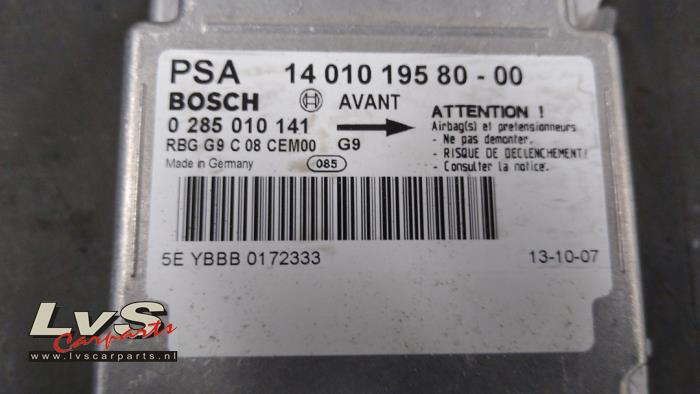 PSA 14 010 195 80 - 00
BOSCH AVANT
0 285 010 141
RBG G9 C 08 CEM00 G9
Made in Germany 085
ATTENTION !
Airbag(s) et pretensionneurs
- Ne pas demonter.
- RISQUE DE DECLENCHEMENT!
- Consulter la notice.
5E YBBB 0172333 13-10-07
LvS
Carparts
www.lvscarparts.nl